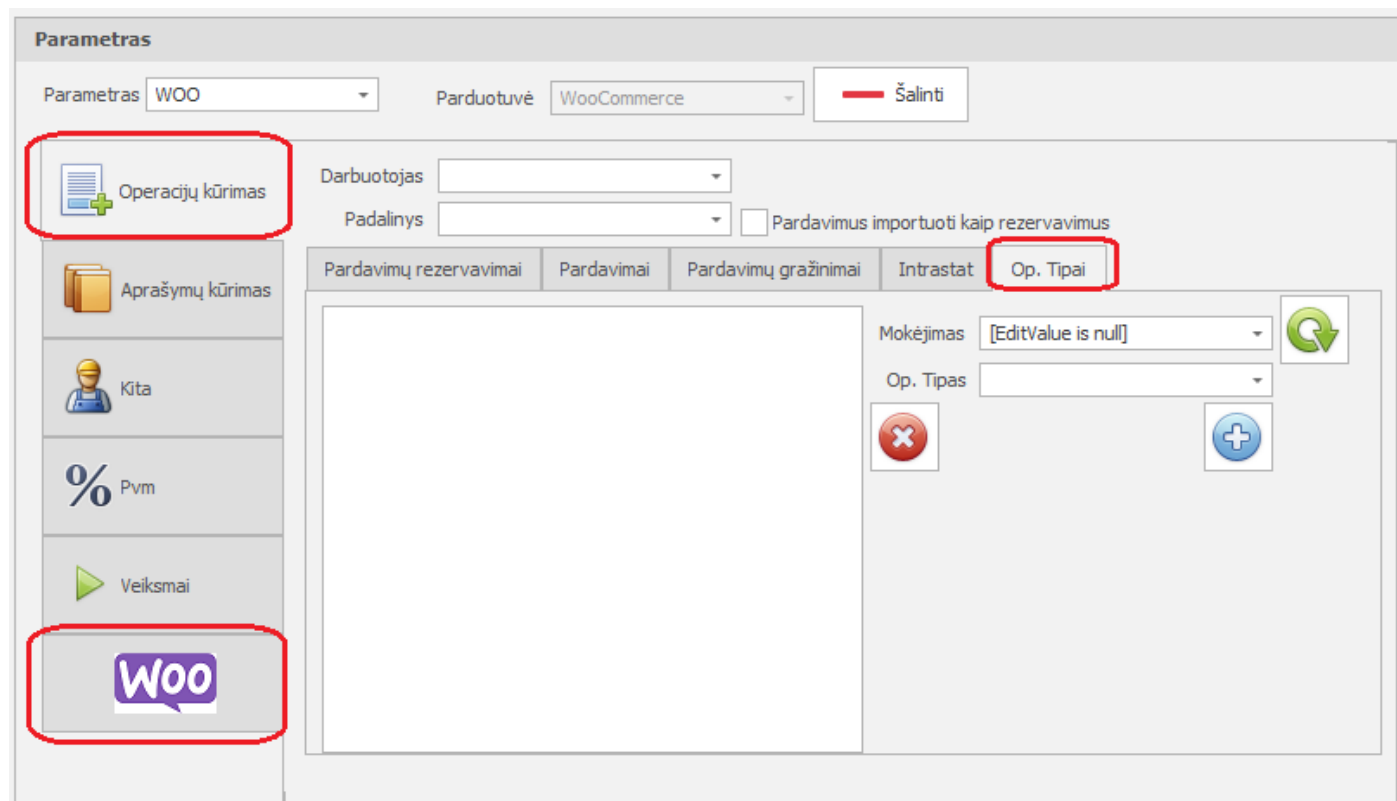 Parametras
Parametras WOO Parduotuvė WooCommerce Šalinti
Operacijų kūrimas
Aprašymų kūrimas
Kita
% Pvm
Veiksmai
Woo
Darbuotojas
Padalinys Pardavimus importuoti kaip rezervavimus
Pardavimų rezervavimai Pardavimai Pardavimų gražinimai Intrastat Op. Tipai
Mokėjimas [EditValue is null]
Op. Tipas